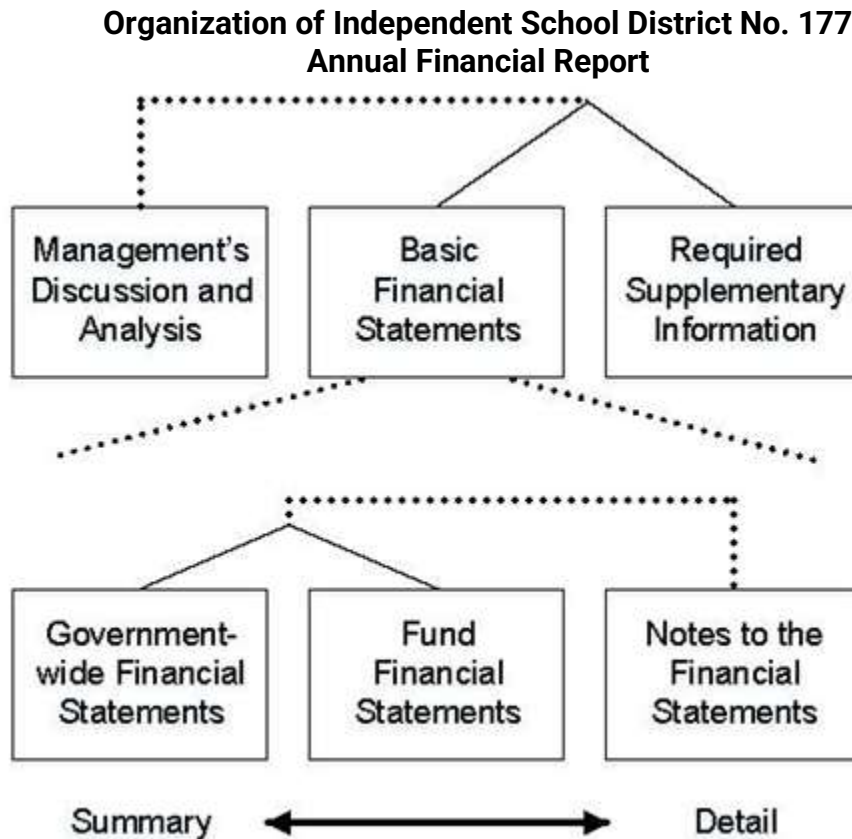 Organization of Independent School District No. 177
Annual Financial Report
Management's
Discussion and
Analysis
Basic
Financial
Statements
Required
Supplementary
Information
Government-
wide Financial
Statements
Fund
Financial
Statements
Notes to the
Financial
Statements
Summary
Detail